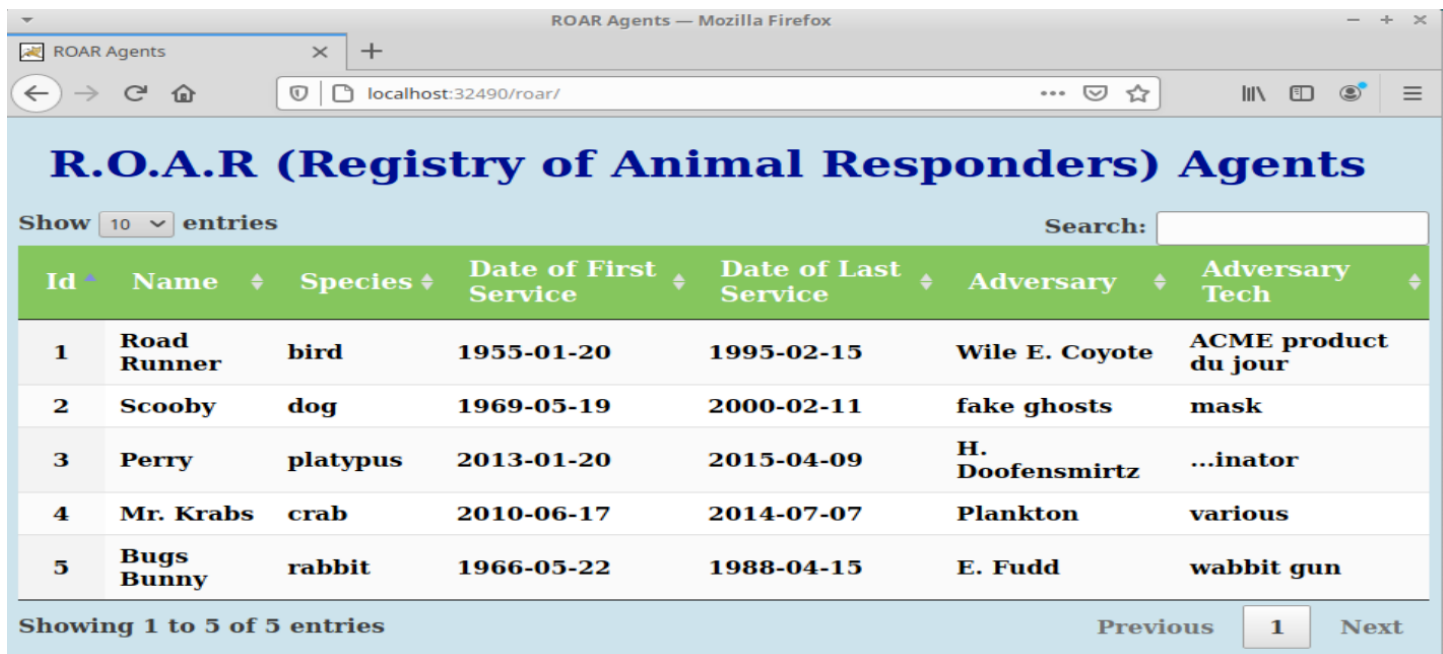 ROAR Agents — Mozilla Firefox
ROAR Agents
localhost:32490/roar/
R.O.A.R (Registry of Animal Responders) Agents
Show 10 entries Search:
Id Name Species Date of First Service Date of Last Service Adversary Adversary Tech
1 Road Runner bird 1955-01-20 1995-02-15 Wile E. Coyote ACME product du jour
2 Scooby dog 1969-05-19 2000-02-11 fake ghosts mask
3 Perry platypus 2013-01-20 2015-04-09 H. Doofensmirtz ...inator
4 Mr. Krabs crab 2010-06-17 2014-07-07 Plankton various
5 Bugs Bunny rabbit 1966-05-22 1988-04-15 E. Fudd wabbit gun
Showing 1 to 5 of 5 entries Previous 1 Next